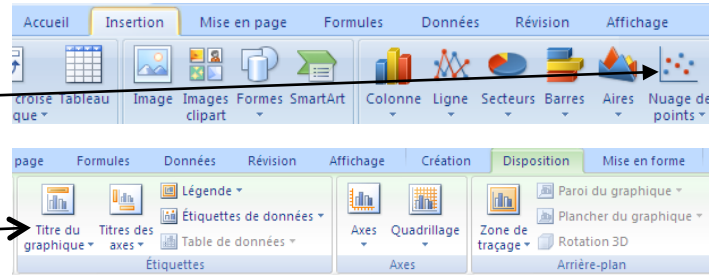 Accueil Insertion Mise en page Formules Données Révision Affichage
croisé Tableau Image Images Formes SmartArt Colonne Ligne Secteurs Barres Aires Nuage de
que clipart points
page Formules Données Révision Affichage Création Disposition Mise en forme
Légende Paroi du graphique
Étiquettes de données Plancher du graphique
Titre du Titres des Axes Quadrillage Zone de
graphique axes Table de données traçage Rotation 3D
Étiquettes Axes Arrière-plan